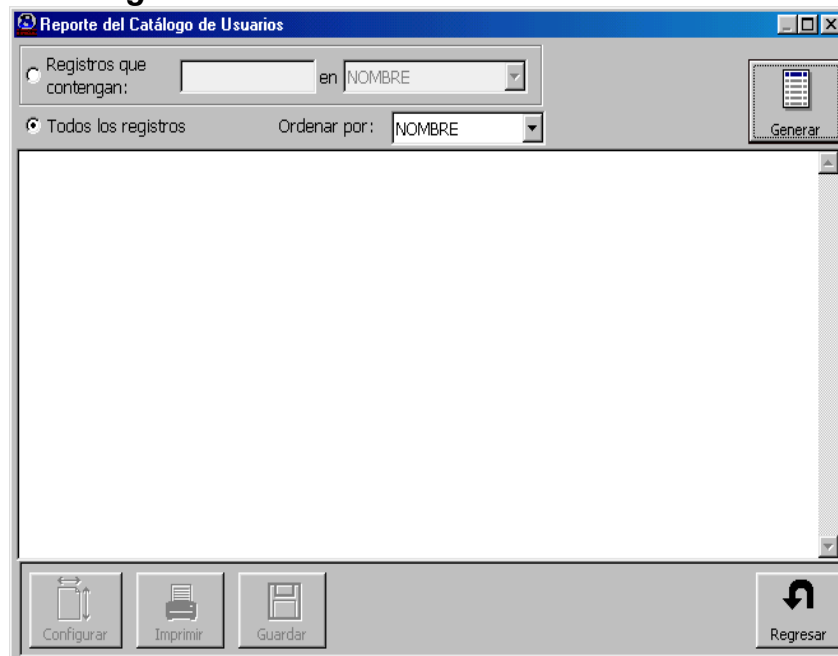 Reporte del Catálogo de Usuarios
Registros que
contengan:
en NOMBRE
Todos los registros Ordenar por: NOMBRE
Generar
Configurar Imprimir Guardar Regresar